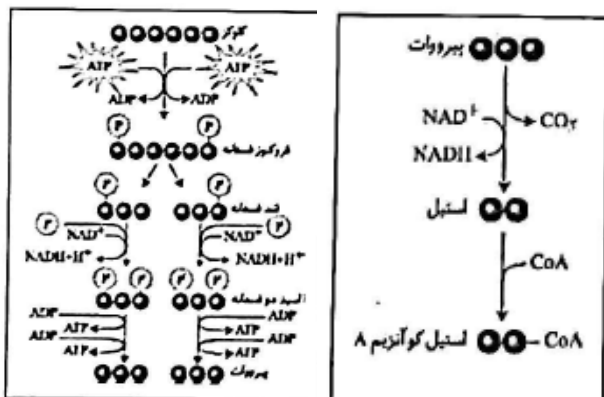 گلوکز
ATP ATP
ADP ADP
P P
فروکتوز فسفاته
P P
قند فسفاته
P P
NAD⁺ NAD⁺
NADH+H⁺ NADH+H⁺
P P P P
اسید دو فسفاته
ADP ADP
ATP ATP
ADP ADP
ATP ATP
پیرووات
پیرووات
NAD⁺ CO₂
NADH
استیل
CoA
استیل کوآنزیم A CoA